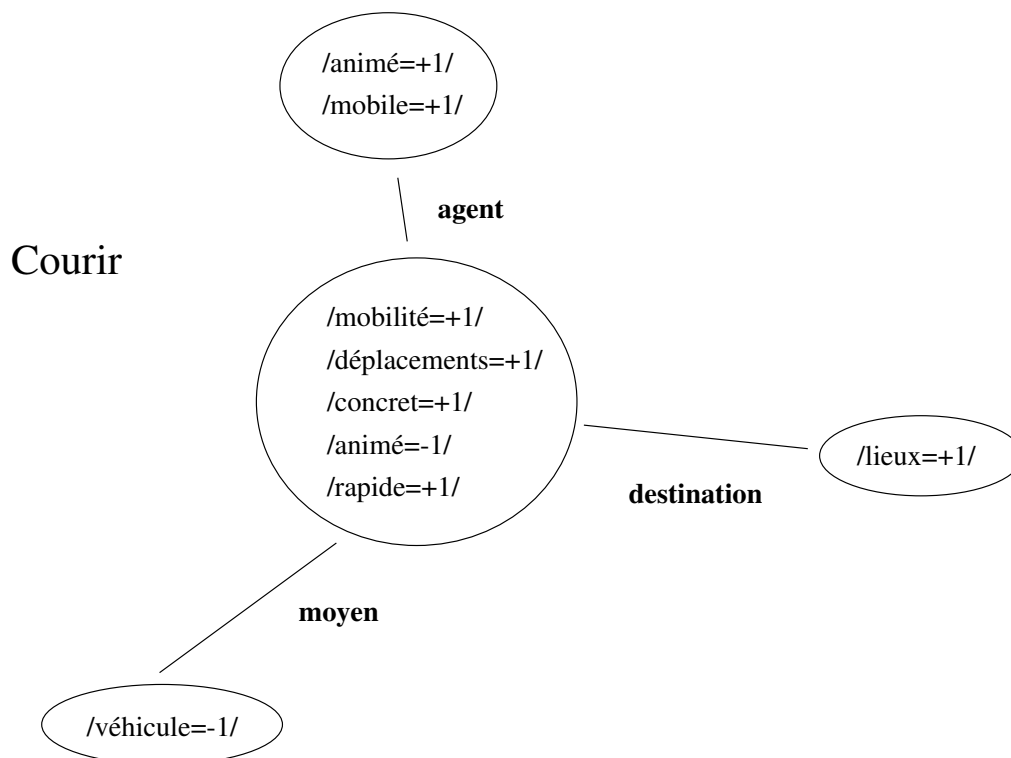 /animé=+1/
/mobile=+1/
agent
Courir
/mobilité=+1/
/déplacements=+1/
/concret=+1/
/animé=-1/
/rapide=+1/
/lieux=+1/
destination
moyen
/véhicule=-1/